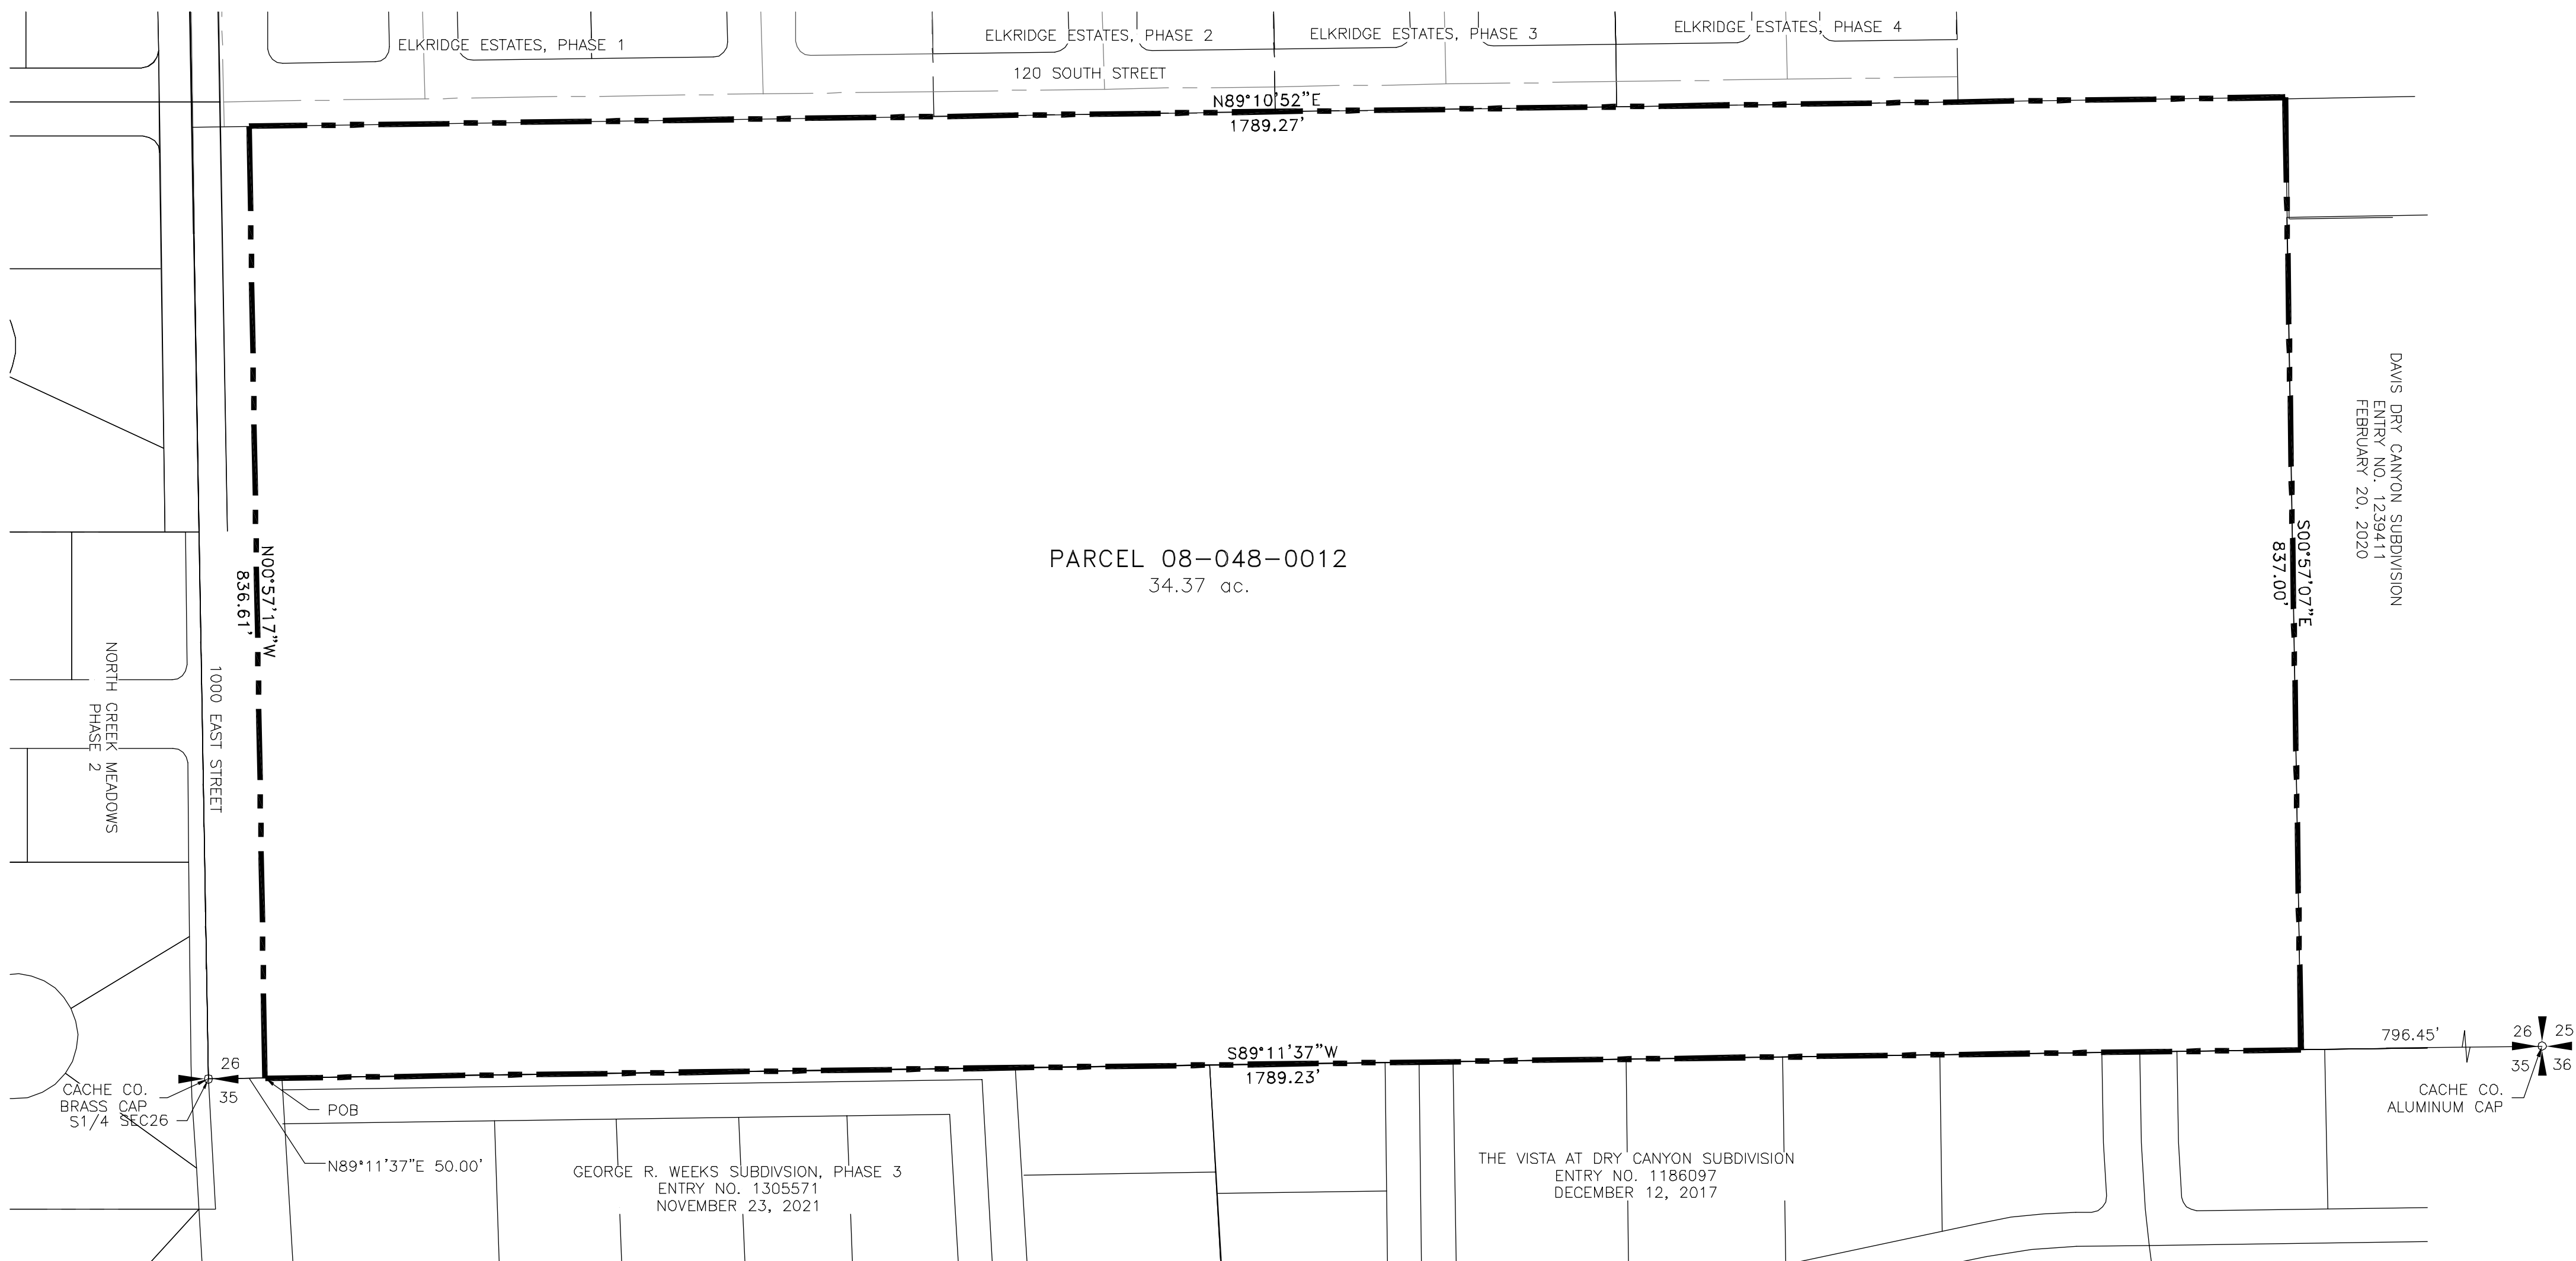 ELKRIDGE ESTATES, PHASE 1
ELKRIDGE ESTATES, PHASE 2
ELKRIDGE ESTATES, PHASE 3
ELKRIDGE ESTATES, PHASE 4
120 SOUTH STREET
N89°10'52"E
1789.27'
DAVIS DRY CANYON SUBDIVISION
ENTRY NO. 1239411
FEBRUARY 20, 2020
PARCEL 08-048-0012
34.37 ac.
N00°57'17"W
836.61'
S00°57'07"E
837.00'
NORTH CREEK MEADOWS
PHASE 2
1000 EAST STREET
S89°11'37"W
1789.23'
796.45'
26
25
35
36
CACHE CO.
ALUMINUM CAP
26
35
CACHE CO.
BRASS CAP
S1/4 SEC26
POB
N89°11'37"E 50.00'
GEORGE R. WEEKS SUBDIVSION, PHASE 3
ENTRY NO. 1305571
NOVEMBER 23, 2021
THE VISTA AT DRY CANYON SUBDIVISION
ENTRY NO. 1186097
DECEMBER 12, 2017